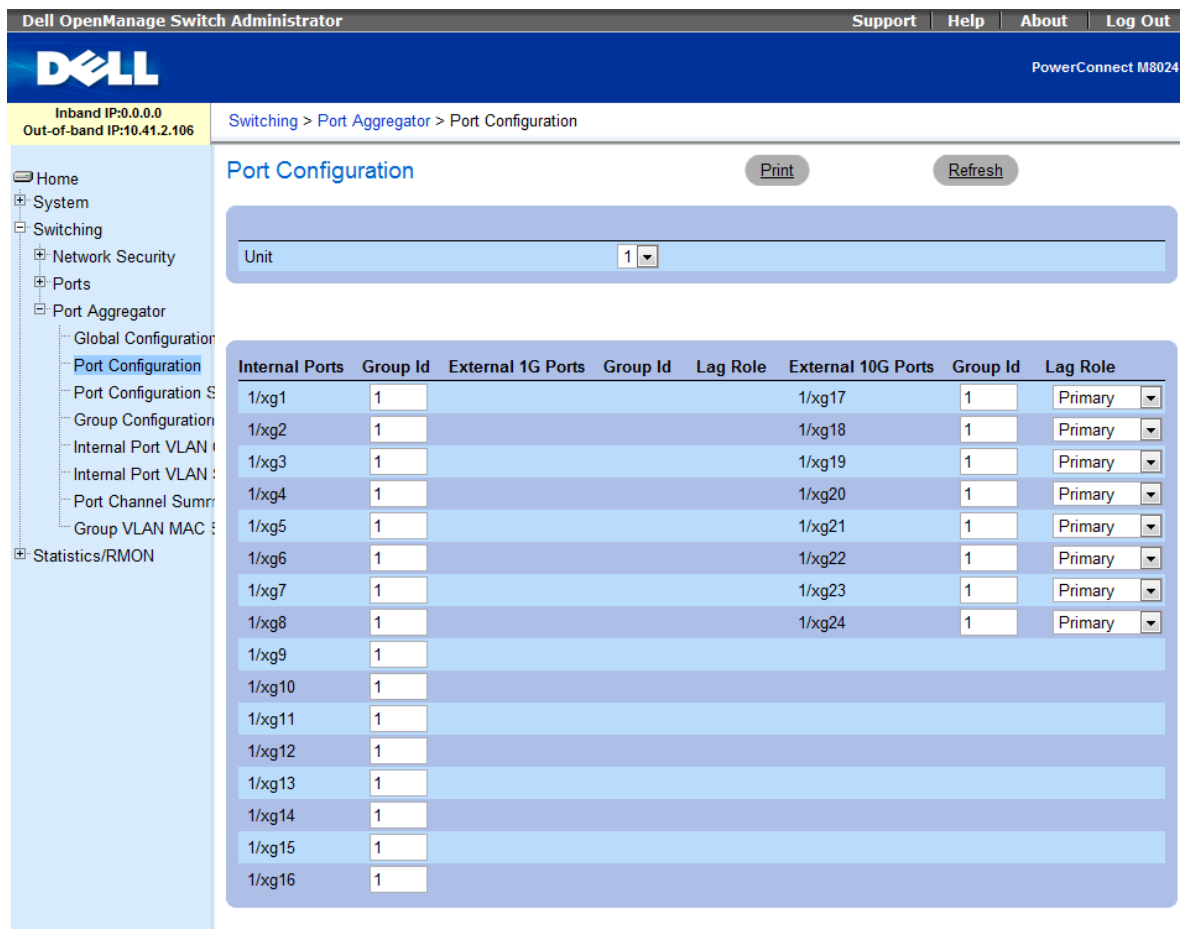 Dell OpenManage Switch Administrator Support Help About Log Out
DELL
PowerConnect M8024
Inband IP:0.0.0.0
Out-of-band IP:10.41.2.106
Switching > Port Aggregator > Port Configuration
Home
System
Switching
Network Security
Ports
Port Aggregator
Global Configuration
Port Configuration
Port Configuration S
Group Configuration
Internal Port VLAN
Internal Port VLAN
Port Channel Summ
Group VLAN MAC
Statistics/RMON
Port Configuration Print Refresh
Unit 1
Internal Ports Group Id External 1G Ports Group Id Lag Role External 10G Ports Group Id Lag Role
1/xg1 1 1/xg17 1 Primary
1/xg2 1 1/xg18 1 Primary
1/xg3 1 1/xg19 1 Primary
1/xg4 1 1/xg20 1 Primary
1/xg5 1 1/xg21 1 Primary
1/xg6 1 1/xg22 1 Primary
1/xg7 1 1/xg23 1 Primary
1/xg8 1 1/xg24 1 Primary
1/xg9 1
1/xg10 1
1/xg11 1
1/xg12 1
1/xg13 1
1/xg14 1
1/xg15 1
1/xg16 1